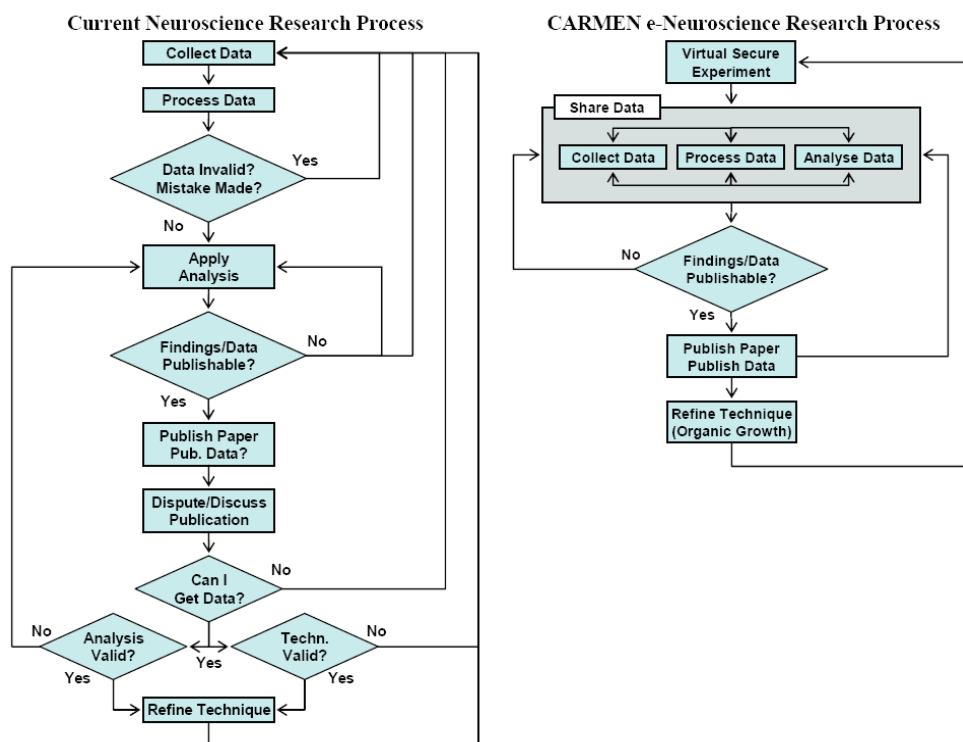 Current Neuroscience Research Process
Collect Data
Process Data
Data Invalid?
Mistake Made?
Yes
No
Apply
Analysis
Findings/Data
Publishable?
No
Yes
Publish Paper
Pub. Data?
Dispute/Discuss
Publication
Can I
Get Data?
No
Yes
Analysis
Valid?
No
Yes
Techn.
Valid?
No
Yes
Refine Technique
CARMEN e-Neuroscience Research Process
Virtual Secure
Experiment
Share Data
Collect Data
Process Data
Analyse Data
Findings/Data
Publishable?
No
Yes
Publish Paper
Publish Data
Refine Technique
(Organic Growth)